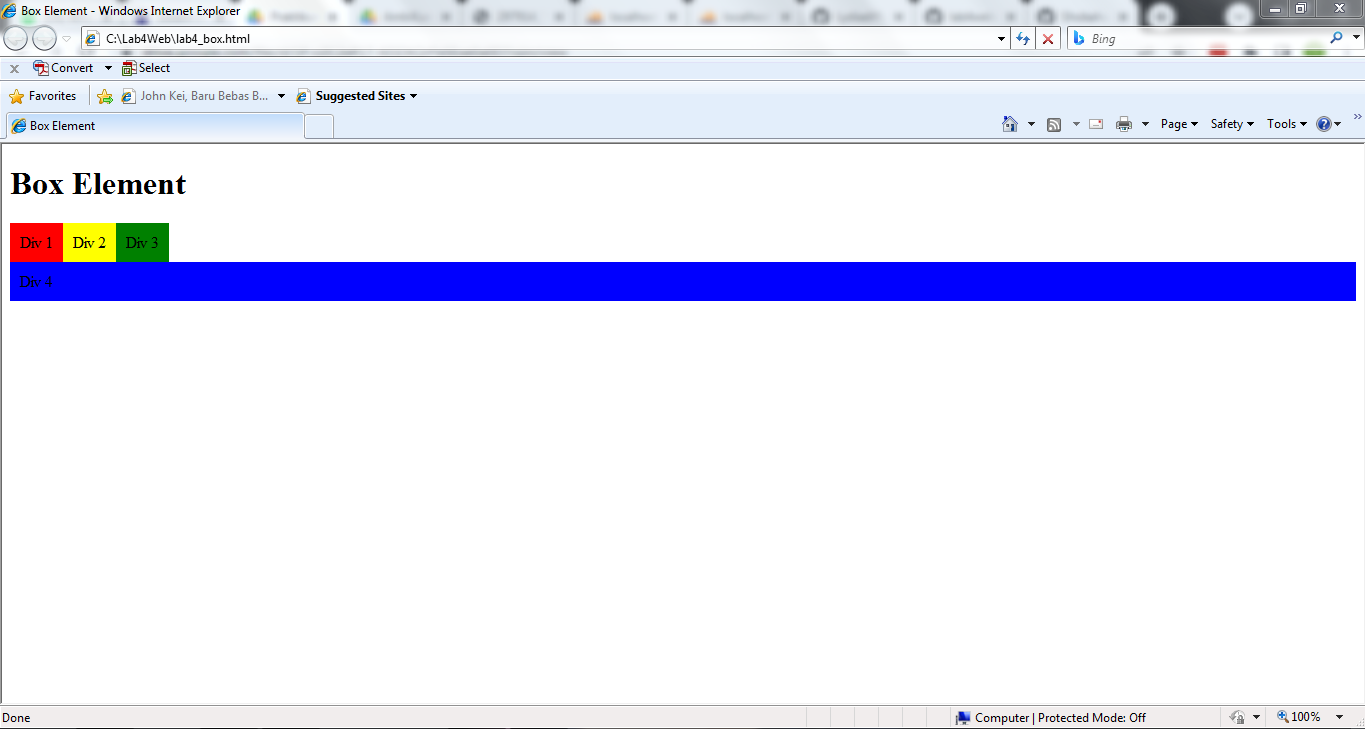 Box Element - Windows Internet Explorer
C:\Lab4Web\lab4_box.html
Bing
x Convert Select
Favorites John Kei, Baru Bebas B... Suggested Sites
Box Element
Page Safety Tools
Box Element
Div 1 Div 2 Div 3
Div 4
Done
Computer | Protected Mode: Off
100%